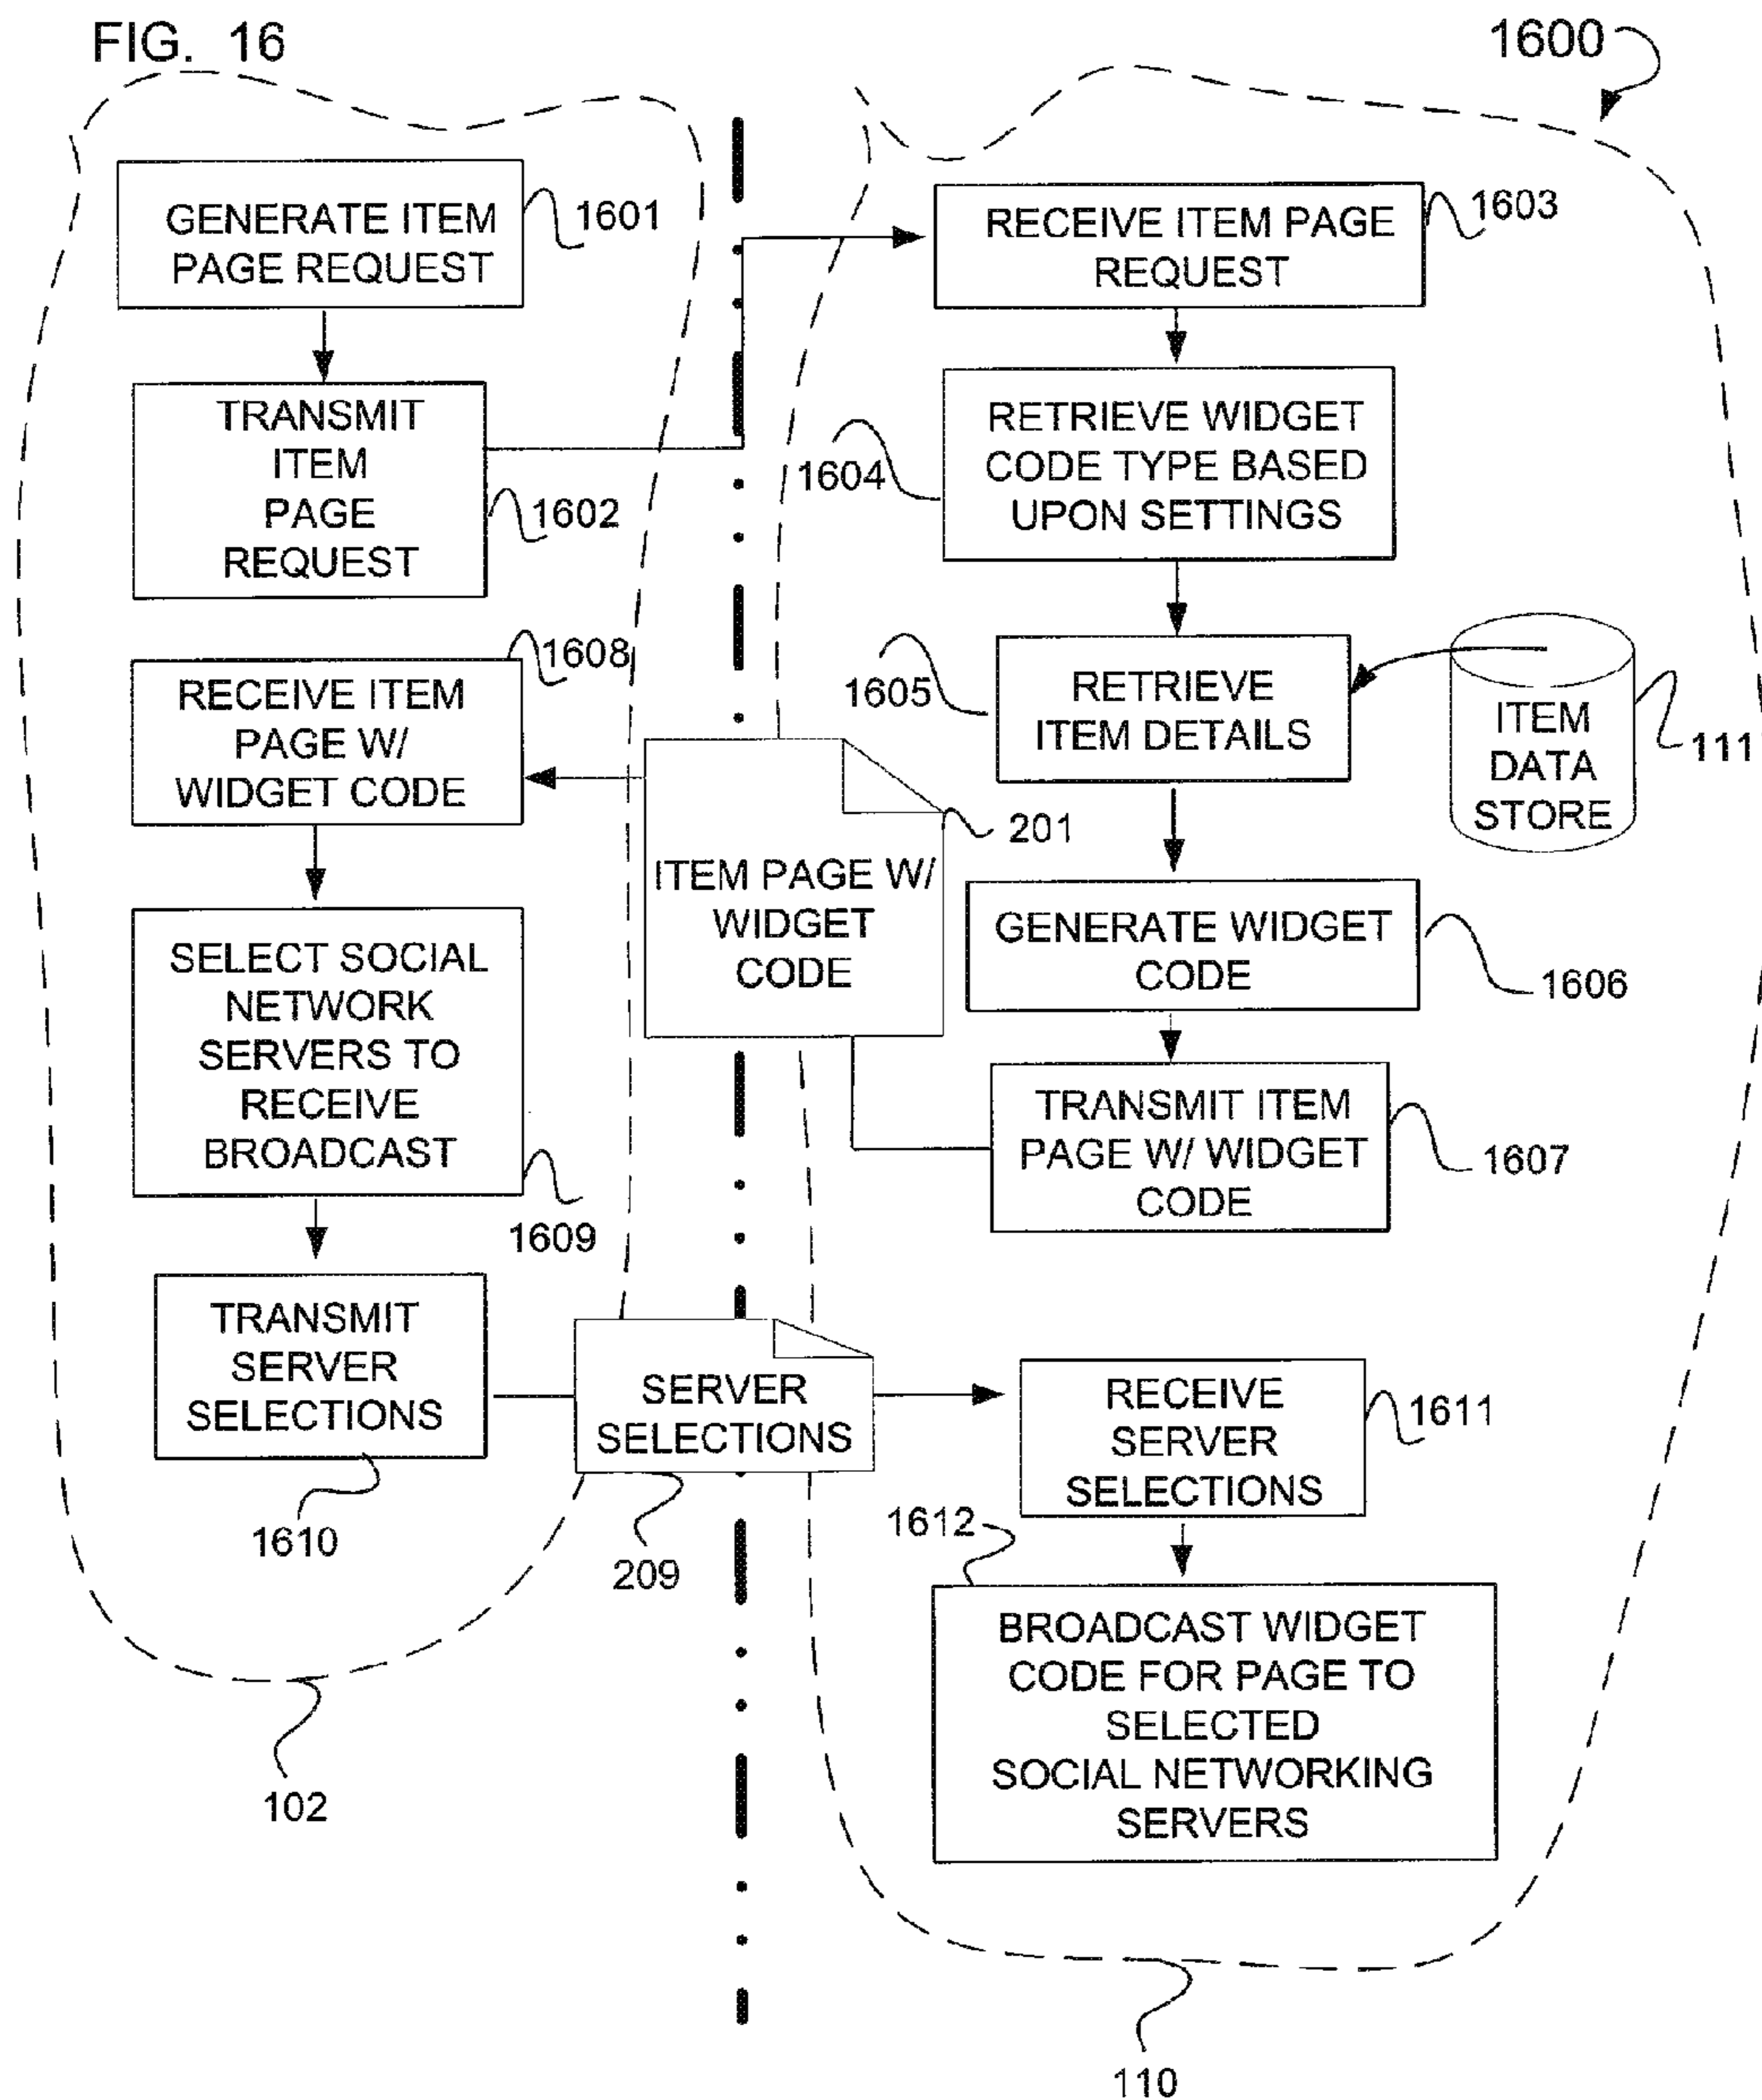 FIG. 16
1600
GENERATE ITEM
PAGE REQUEST
1601
TRANSMIT
ITEM
PAGE
REQUEST
1602
RECEIVE ITEM PAGE
REQUEST
1603
RETRIEVE WIDGET
CODE TYPE BASED
UPON SETTINGS
1604
RETRIEVE
ITEM DETAILS
1605
ITEM
DATA
STORE
111
GENERATE WIDGET
CODE
1606
TRANSMIT ITEM
PAGE W/ WIDGET
CODE
1607
ITEM PAGE W/
WIDGET
CODE
201
1608
RECEIVE ITEM
PAGE W/
WIDGET CODE
SELECT SOCIAL
NETWORK
SERVERS TO
RECEIVE
BROADCAST
1609
TRANSMIT
SERVER
SELECTIONS
1610
SERVER
SELECTIONS
209
RECEIVE
SERVER
SELECTIONS
1611
1612
BROADCAST WIDGET
CODE FOR PAGE TO
SELECTED
SOCIAL NETWORKING
SERVERS
102
110